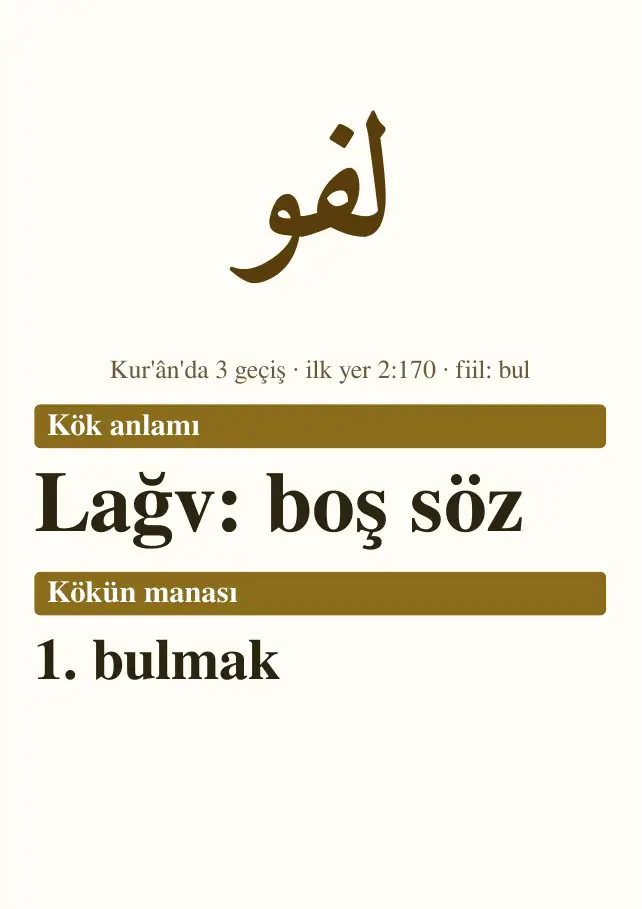 لفو
Kur'ân'da 3 geçiş · ilk yer 2:170 · fiil: bul
Kök anlamı
Lağv: boş söz
Kökün manası
1. bulmak